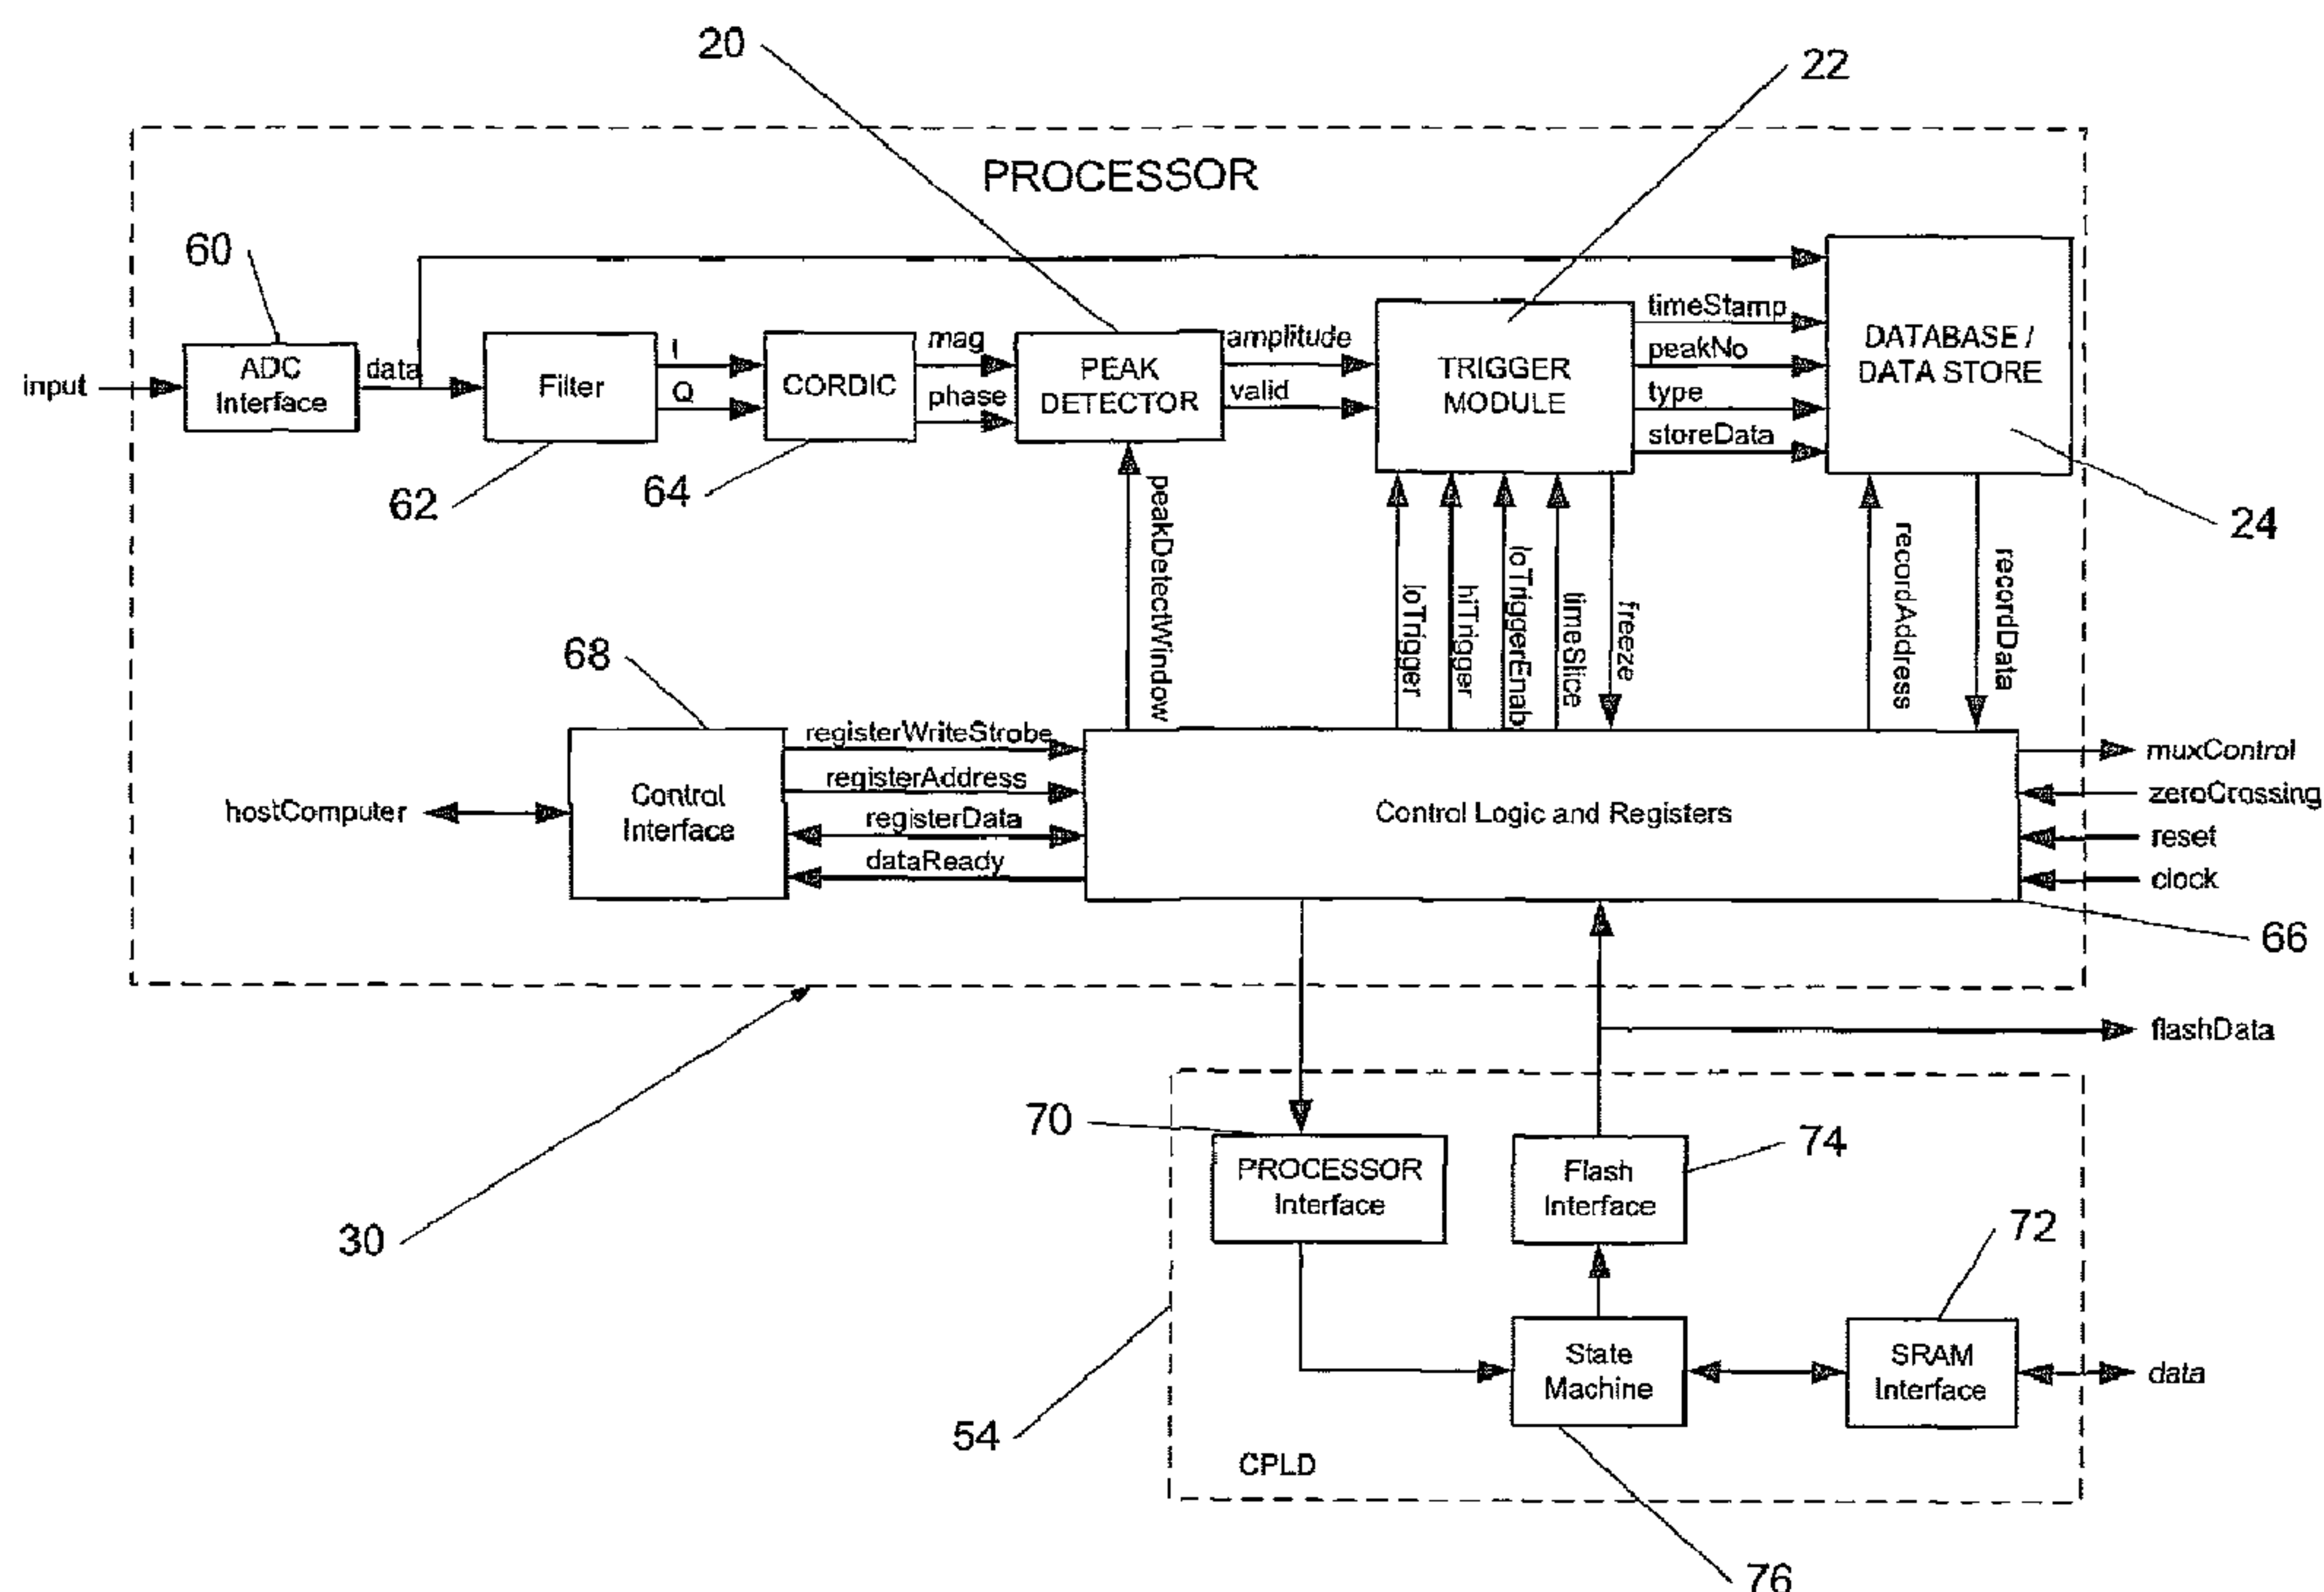 20
22
PROCESSOR
60
input
ADC
Interface
data
Filter
I
Q
CORDIC
mag
phase
PEAK
DETECTOR
amplitude
valid
TRIGGER
MODULE
timeStamp
peakNo
type
storeData
DATABASE /
DATA STORE
62
64
24
peakDetectWindow
loTrigger
hiTrigger
loTriggerEnab
timeSlice
freeze
recordAddress
recordData
68
hostComputer
Control
Interface
registerWriteStrobe
registerAddress
registerData
dataReady
Control Logic and Registers
muxControl
zeroCrossing
reset
clock
66
flashData
30
70
PROCESSOR
Interface
74
Flash
Interface
72
State
Machine
SRAM
Interface
data
54
CPLD
76